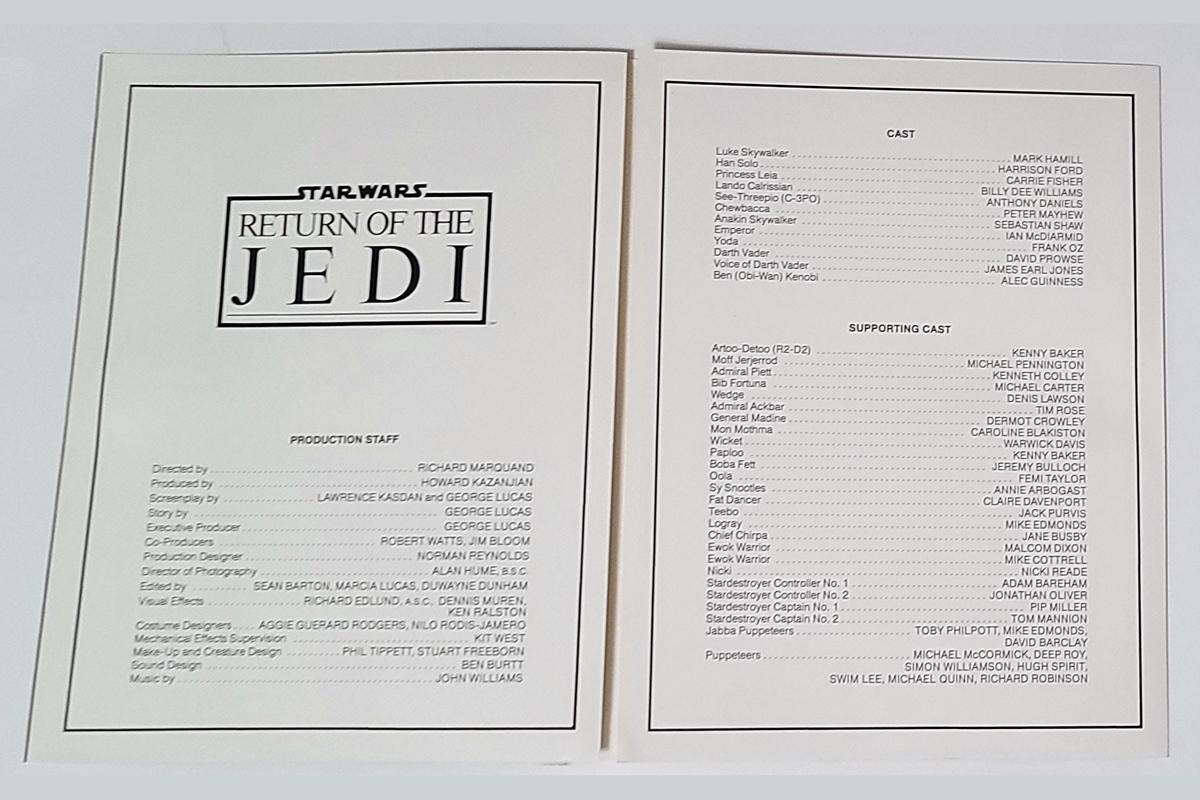 STAR WARS
RETURN OF THE
JEDI
PRODUCTION STAFF
Directed by RICHARD MARQUAND
Produced by HOWARD KAZANJIAN
Screenplay by LAWRENCE KASDAN and GEORGE LUCAS
Story by GEORGE LUCAS
Executive Producer GEORGE LUCAS
Co-Producers ROBERT WATTS, JIM BLOOM
Production Designer NORMAN REYNOLDS
Director of Photography ALAN HUME, B.S.C.
Edited by SEAN BARTON, MARCIA LUCAS, DUWAYNE DUNHAM
Visual Effects RICHARD EDLUND, A.S.C., DENNIS MUREN,
KEN RALSTON
Costume Designers AGGIE GUERARD RODGERS, NILO RODIS-JAMERO
Mechanical Effects Supervision KIT WEST
Make-Up and Creature Design PHIL TIPPETT, STUART FREEBORN
Sound Design BEN BURTT
Music by JOHN WILLIAMS
CAST
Luke Skywalker MARK HAMILL
Han Solo HARRISON FORD
Princess Leia CARRIE FISHER
Lando Calrissian BILLY DEE WILLIAMS
See-Threepio (C-3PO) ANTHONY DANIELS
Chewbacca PETER MAYHEW
Anakin Skywalker SEBASTIAN SHAW
Emperor IAN McDIARMID
Yoda FRANK OZ
Darth Vader DAVID PROWSE
Voice of Darth Vader JAMES EARL JONES
Ben (Obi-Wan) Kenobi ALEC GUINNESS
SUPPORTING CAST
Artoo-Detoo (R2-D2) KENNY BAKER
Moff Jerjerrod MICHAEL PENNINGTON
Admiral Piett KENNETH COLLEY
Bib Fortuna MICHAEL CARTER
Wedge DENIS LAWSON
Admiral Ackbar TIM ROSE
General Madine DERMOT CROWLEY
Mon Mothma CAROLINE BLAKISTON
Wicket WARWICK DAVIS
Paploo KENNY BAKER
Boba Fett JEREMY BULLOCH
Oola FEMI TAYLOR
Sy Snootles ANNIE ARBOGAST
Fat Dancer CLAIRE DAVENPORT
Teebo JACK PURVIS
Logray MIKE EDMONDS
Chief Chirpa JANE BUSBY
Ewok Warrior MALCOM DIXON
Ewok Warrior MIKE COTTRELL
Nicki NICKI READE
Stardestroyer Controller No. 1 ADAM BAREHAM
Stardestroyer Controller No. 2 JONATHAN OLIVER
Stardestroyer Captain No. 1 PIP MILLER
Stardestroyer Captain No. 2 TOM MANNION
Jabba Puppeteers TOBY PHILPOTT, MIKE EDMONDS,
DAVID BARCLAY
Puppeteers MICHAEL McCORMICK, DEEP ROY,
SIMON WILLIAMSON, HUGH SPIRIT,
SWIM LEE, MICHAEL QUINN, RICHARD ROBINSON